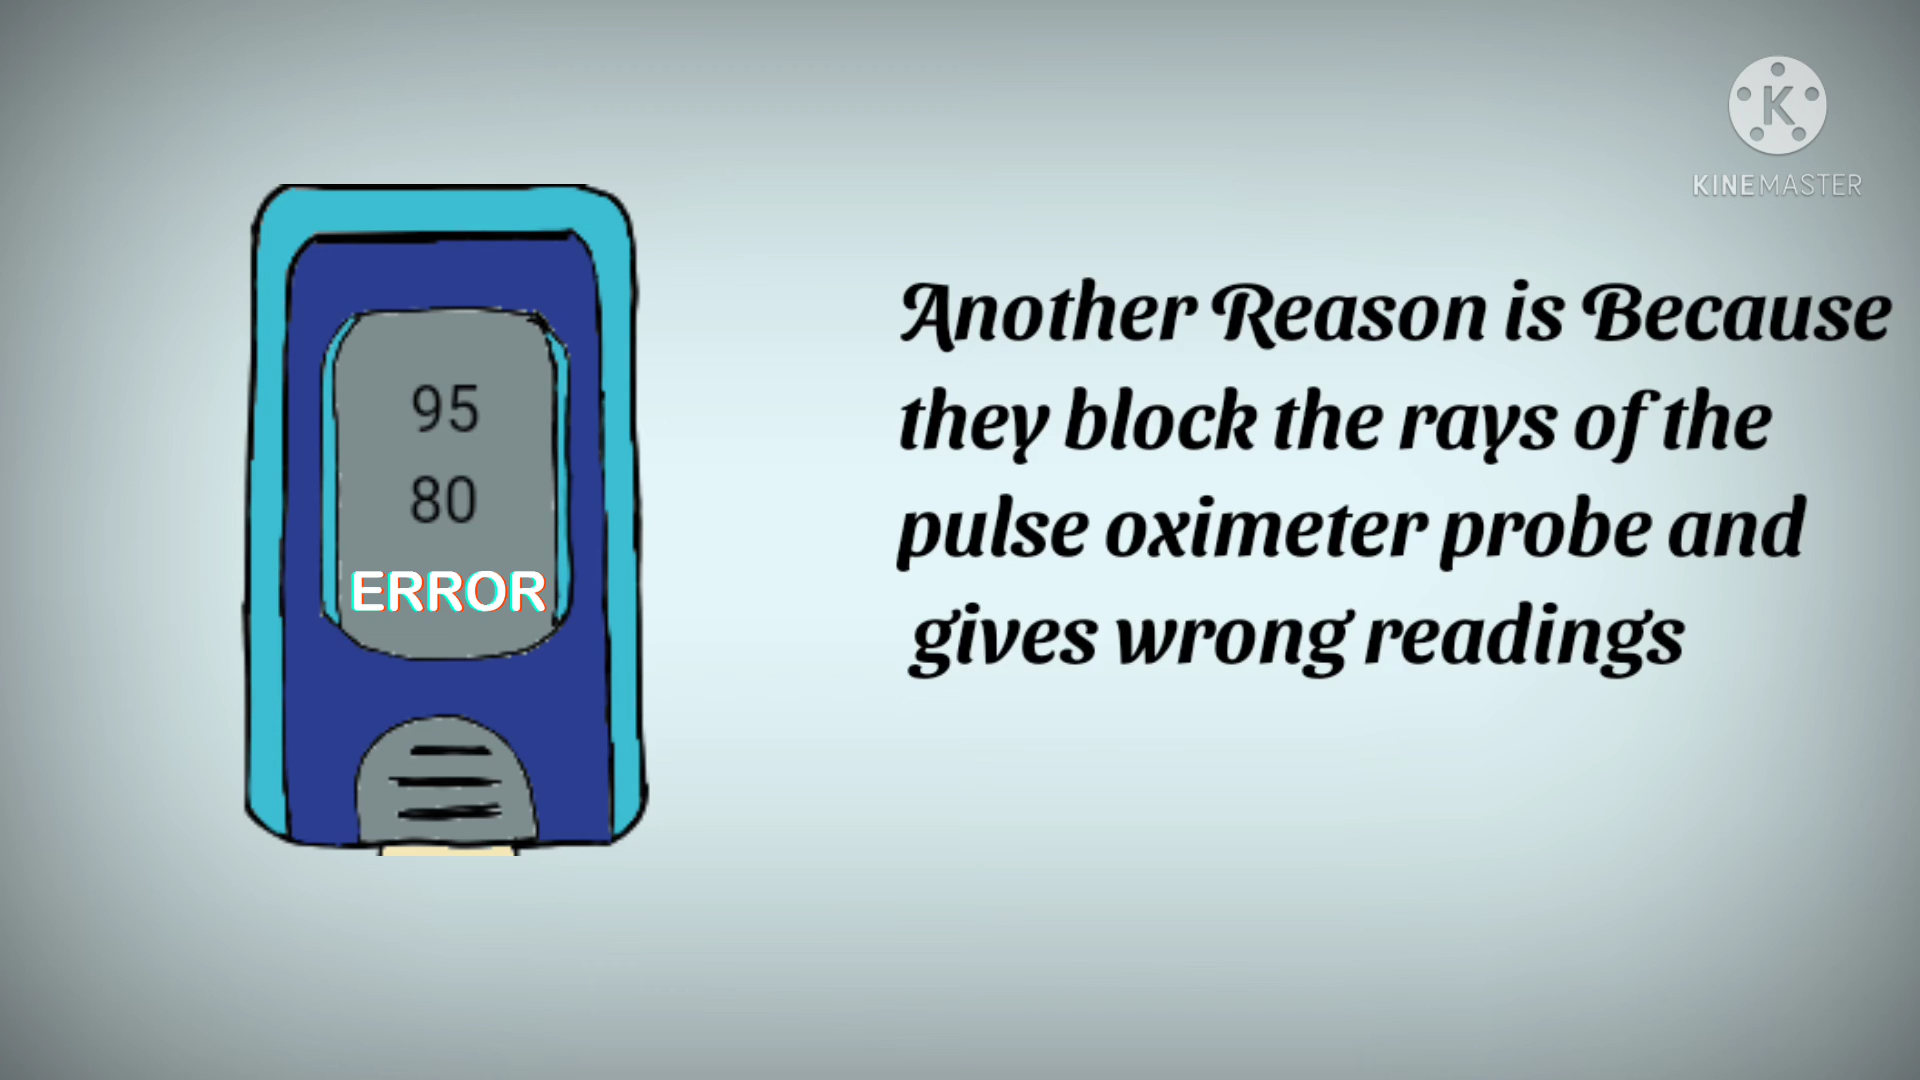 K
KINEMASTER
95
80
ERROR
Another Reason is Because
they block the rays of the
pulse oximeter probe and
gives wrong readings